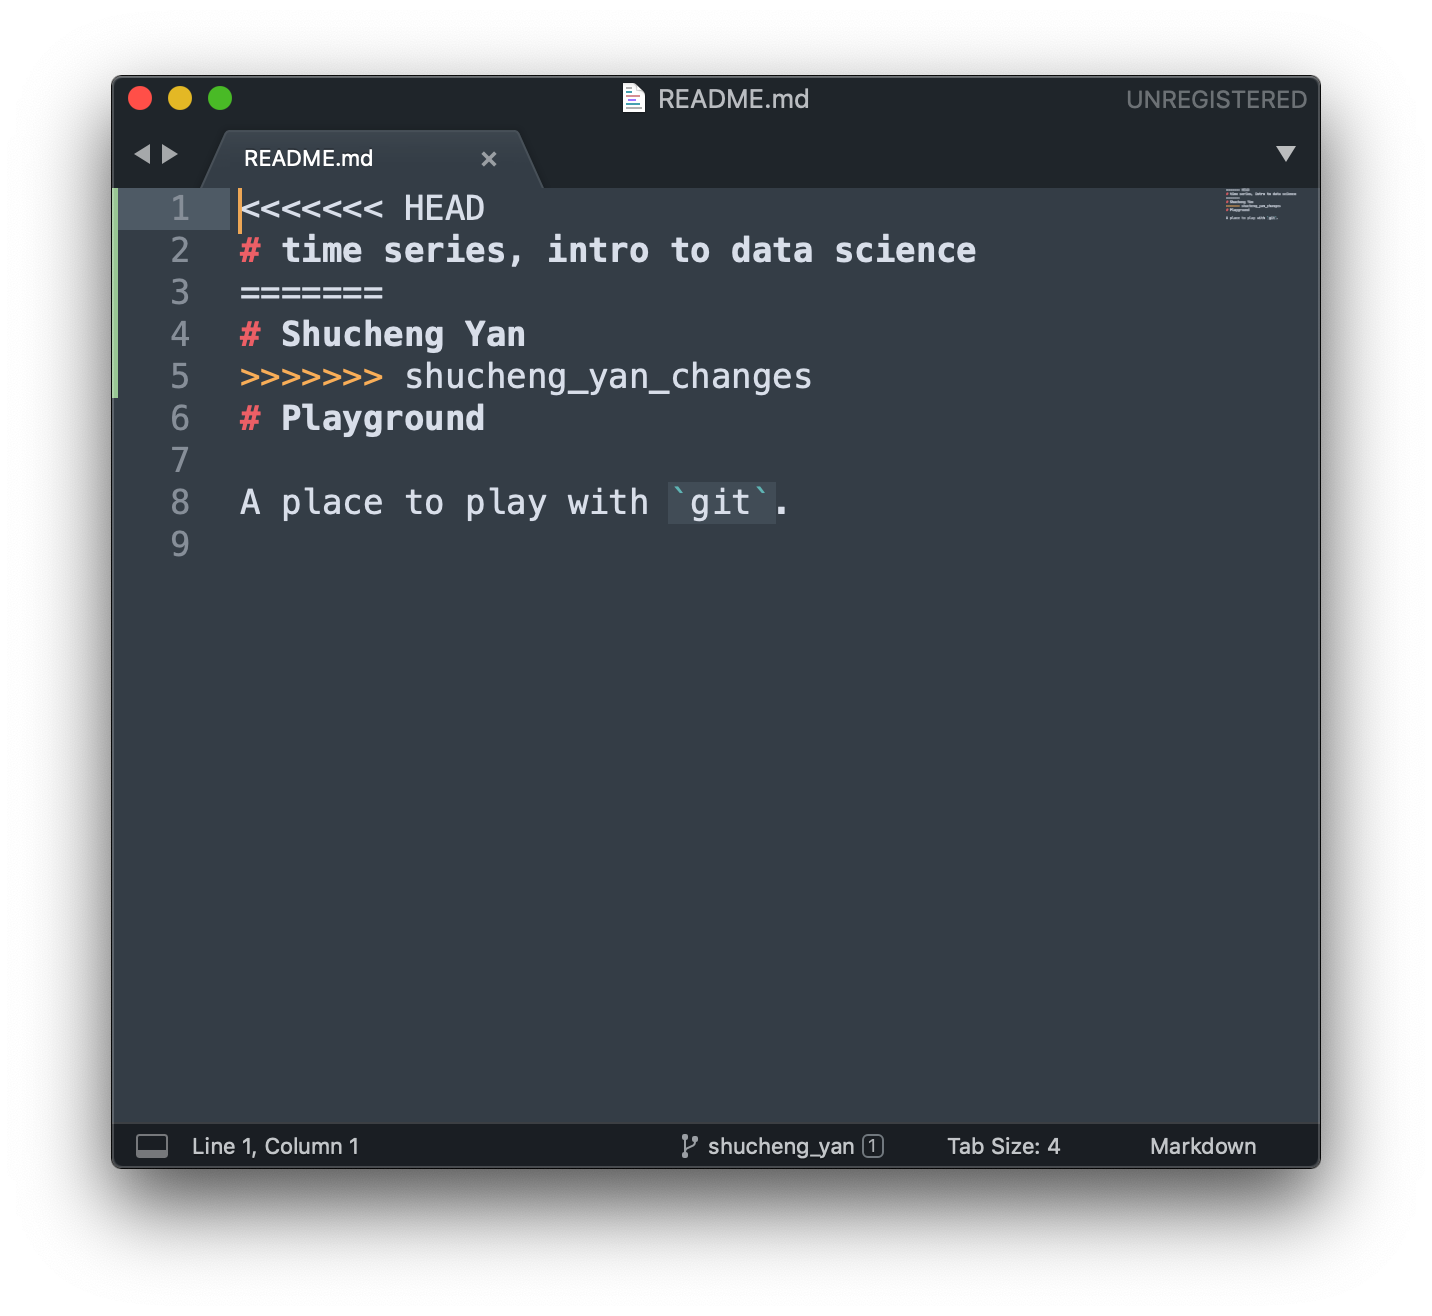 README.md
UNREGISTERED
README.md
1 <<<<<<< HEAD
2 # time series, intro to data science
3 =======
4 # Shucheng Yan
5 >>>>>>> shucheng_yan_changes
6 # Playground
7
8 A place to play with `git`.
9
Line 1, Column 1
shucheng_yan 1
Tab Size: 4
Markdown